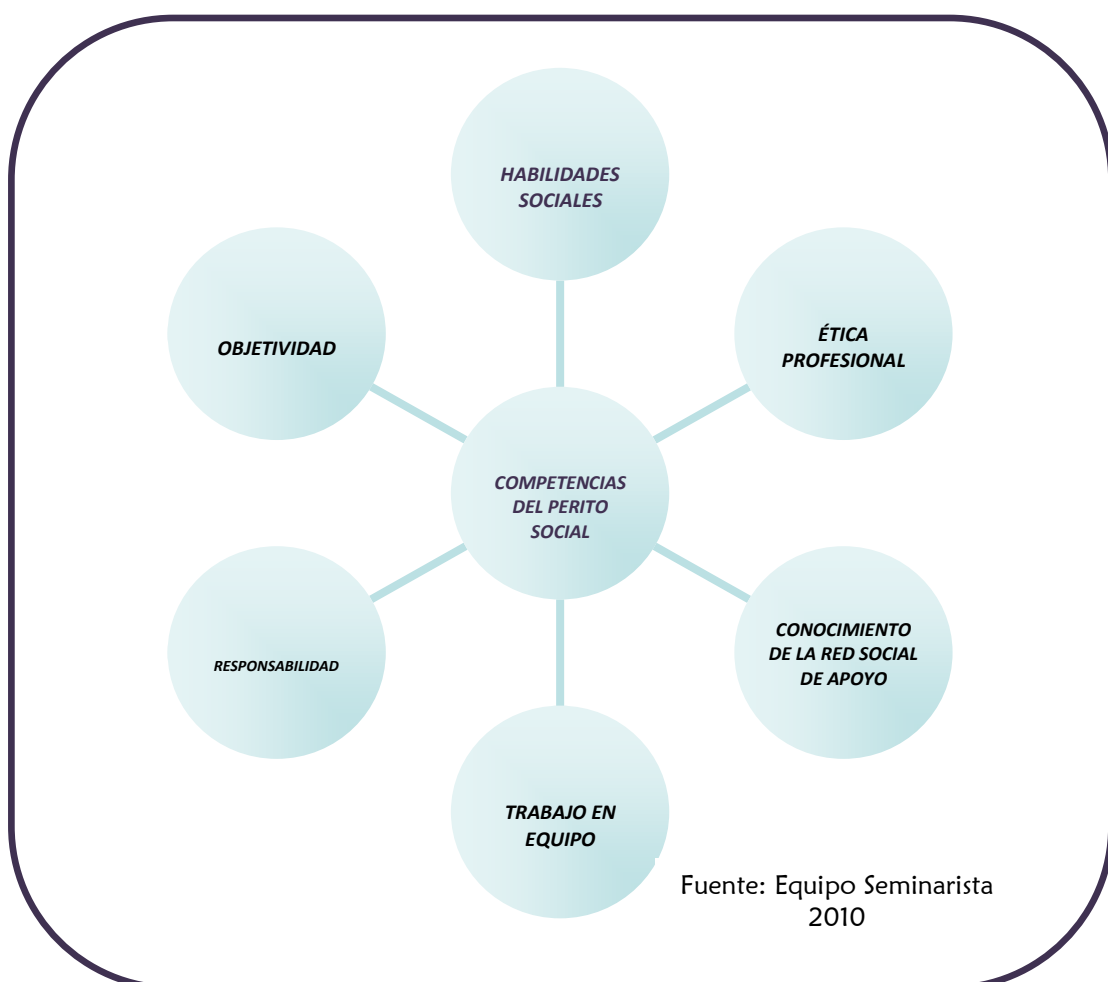 HABILIDADES
SOCIALES
OBJETIVIDAD
ÉTICA
PROFESIONAL
COMPETENCIAS
DEL PERITO
SOCIAL
RESPONSABILIDAD
CONOCIMIENTO
DE LA RED SOCIAL
DE APOYO
TRABAJO EN
EQUIPO
Fuente: Equipo Seminarista
2010